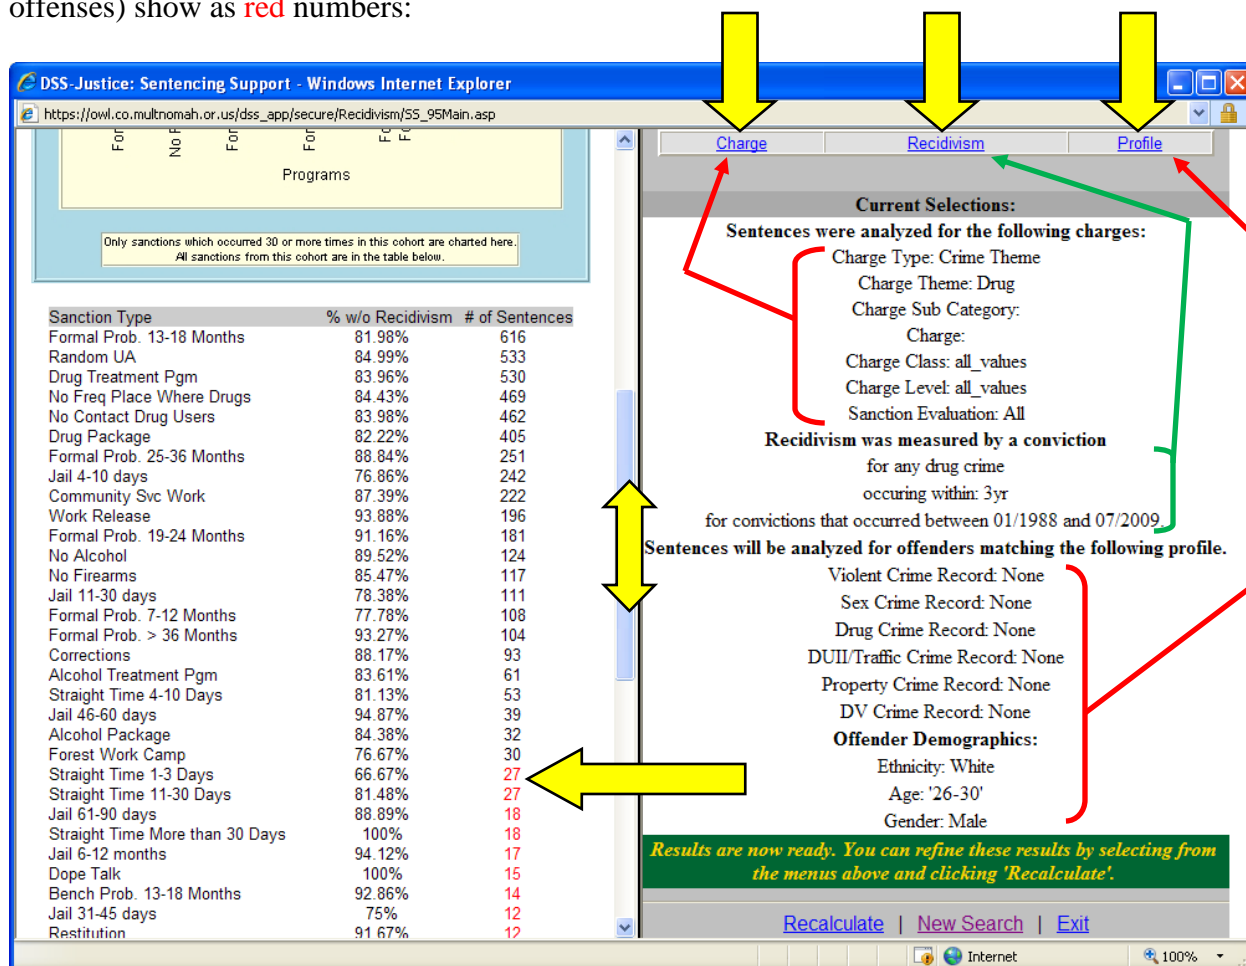 offenses) show as red numbers:
DSS-Justice: Sentencing Support - Windows Internet Explorer
https://owl.co.multnomah.or.us/dss_app/secure/Recidivism/SS_95Main.asp
For
No F
For
For
For
Fo
Programs
Only sanctions which occurred 30 or more times in this cohort are charted here.
All sanctions from this cohort are in the table below.
Sanction Type % w/o Recidivism # of Sentences
Formal Prob. 13-18 Months 81.98% 616
Random UA 84.99% 533
Drug Treatment Pgm 83.96% 530
No Freq Place Where Drugs 84.43% 469
No Contact Drug Users 83.98% 462
Drug Package 82.22% 405
Formal Prob. 25-36 Months 88.84% 251
Jail 4-10 days 76.86% 242
Community Svc Work 87.39% 222
Work Release 93.88% 196
Formal Prob. 19-24 Months 91.16% 181
No Alcohol 89.52% 124
No Firearms 85.47% 117
Jail 11-30 days 78.38% 111
Formal Prob. 7-12 Months 77.78% 108
Formal Prob. > 36 Months 93.27% 104
Corrections 88.17% 93
Alcohol Treatment Pgm 83.61% 61
Straight Time 4-10 Days 81.13% 53
Jail 46-60 days 94.87% 39
Alcohol Package 84.38% 32
Forest Work Camp 76.67% 30
Straight Time 1-3 Days 66.67% 27
Straight Time 11-30 Days 81.48% 27
Jail 61-90 days 88.89% 18
Straight Time More than 30 Days 100% 18
Jail 6-12 months 94.12% 17
Dope Talk 100% 15
Bench Prob. 13-18 Months 92.86% 14
Jail 31-45 days 75% 12
Restitution 91.67% 12
Charge Recidivism Profile
Current Selections:
Sentences were analyzed for the following charges:
Charge Type: Crime Theme
Charge Theme: Drug
Charge Sub Category:
Charge:
Charge Class: all_values
Charge Level: all_values
Sanction Evaluation: All
Recidivism was measured by a conviction
for any drug crime
occuring within: 3yr
for convictions that occurred between 01/1988 and 07/2009.
Sentences will be analyzed for offenders matching the following profile.
Violent Crime Record: None
Sex Crime Record: None
Drug Crime Record: None
DUII/Traffic Crime Record: None
Property Crime Record: None
DV Crime Record: None
Offender Demographics:
Ethnicity: White
Age: '26-30'
Gender: Male
Results are now ready. You can refine these results by selecting from
the menus above and clicking 'Recalculate'.
Recalculate | New Search | Exit
Internet 100%